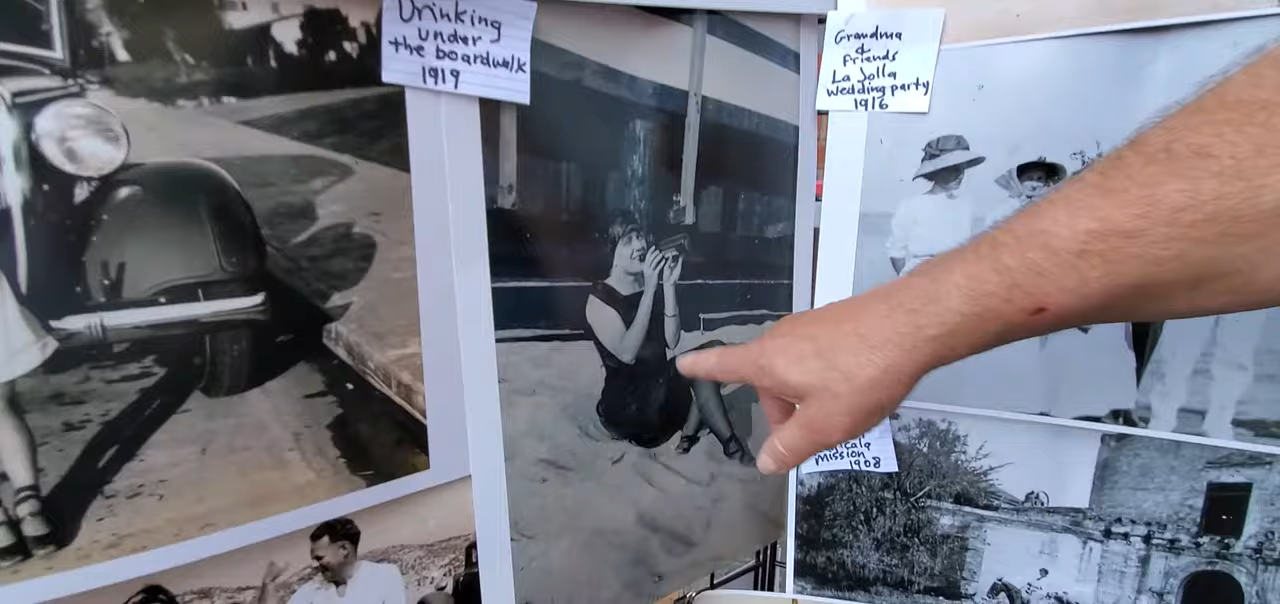 Drinking
under
the boardwalk
1919
Grandma
&
Friends
La Jolla
wedding party
1916
Mission
1908